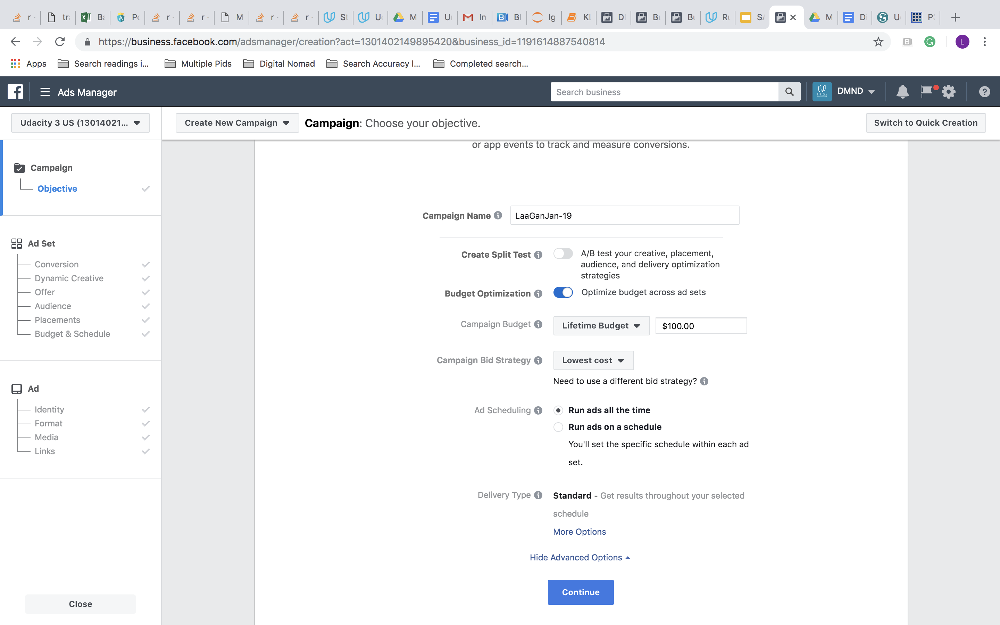 r
tra
Ba
Po
r
r
M
r
r
St
Ud
M
Un
In
Bl
Ig
Kl
Bu
Bu
Ru
SA
M
D
U
https://business.facebook.com/adsmanager/creation?act=1301402149895420&business_id=1191614887540814
L
Apps
Search readings i...
Multiple Pids
Digital Nomad
Search Accuracy I...
Completed search...
Ads Manager
Search business
DMND
Udacity 3 US (13014021...
Create New Campaign
Campaign: Choose your objective.
Switch to Quick Creation
or app events to track and measure conversions.
Campaign
Objective
Ad Set
Conversion
Dynamic Creative
Offer
Audience
Placements
Budget & Schedule
Ad
Identity
Format
Media
Links
Close
Campaign Name
LaaGanJan-19
Create Split Test
A/B test your creative, placement,
audience, and delivery optimization
strategies
Budget Optimization
Optimize budget across ad sets
Campaign Budget
Lifetime Budget
$100.00
Campaign Bid Strategy
Lowest cost
Need to use a different bid strategy?
Ad Scheduling
Run ads all the time
Run ads on a schedule
You'll set the specific schedule within each ad
set.
Delivery Type
Standard - Get results throughout your selected
schedule
More Options
Hide Advanced Options
Continue